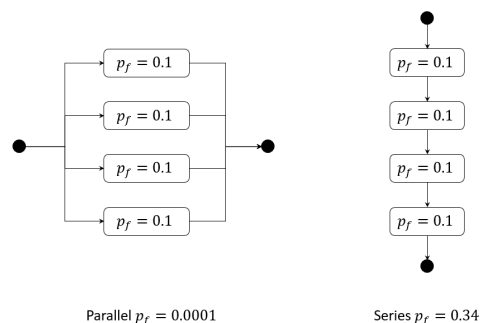 p_f = 0.1
p_f = 0.1
p_f = 0.1
p_f = 0.1
p_f = 0.1
p_f = 0.1
p_f = 0.1
p_f = 0.1
Parallel p_f = 0.0001
Series p_f = 0.34